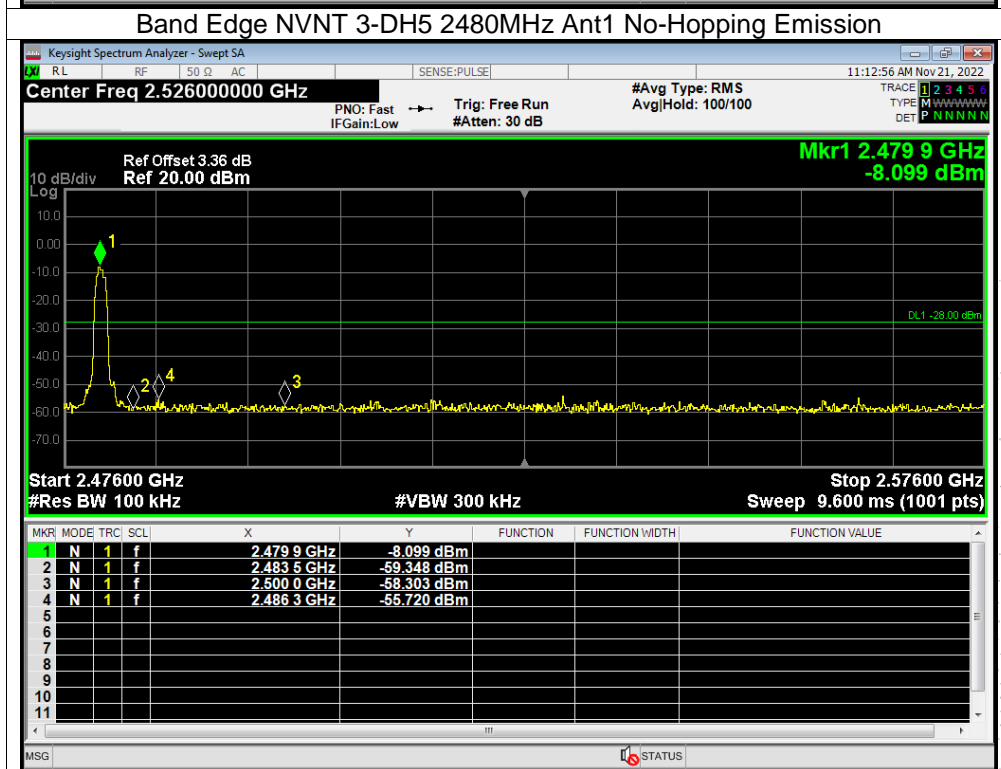 Band Edge NVNT 3-DH5 2480MHz Ant1 No-Hopping Emission
Keysight Spectrum Analyzer - Swept SA
LXI RL RF 50 Ω AC SENSE:PULSE 11:12:56 AM Nov 21, 2022
Center Freq 2.526000000 GHz #Avg Type: RMS TRACE 1 2 3 4 5 6
PNO: Fast Trig: Free Run Avg|Hold: 100/100 TYPE M WWWWW
IFGain:Low #Atten: 30 dB DET P N N N N N
Mkr1 2.479 9 GHz
-8.099 dBm
Ref Offset 3.36 dB
10 dB/div Ref 20.00 dBm
Log
10.0
0.00
-10.0
-20.0
-30.0
-40.0
-50.0
-60.0
-70.0
1
2
4
3
DL1 -28.00 dBm
Start 2.47600 GHz Stop 2.57600 GHz
#Res BW 100 kHz #VBW 300 kHz Sweep 9.600 ms (1001 pts)
MKR MODE TRC SCL X Y FUNCTION FUNCTION WIDTH FUNCTION VALUE
1 N 1 f 2.479 9 GHz -8.099 dBm
2 N 1 f 2.483 5 GHz -59.348 dBm
3 N 1 f 2.500 0 GHz -58.303 dBm
4 N 1 f 2.486 3 GHz -55.720 dBm
5
6
7
8
9
10
11
MSG STATUS